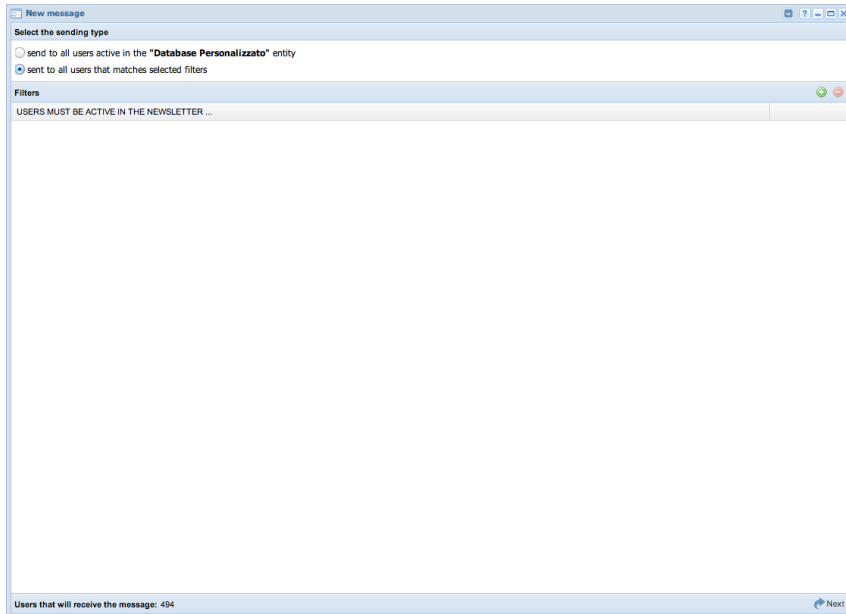 New message
Select the sending type
send to all users active in the "Database Personalizzato" entity
sent to all users that matches selected filters
Filters
USERS MUST BE ACTIVE IN THE NEWSLETTER ...
Users that will receive the message: 494
Next